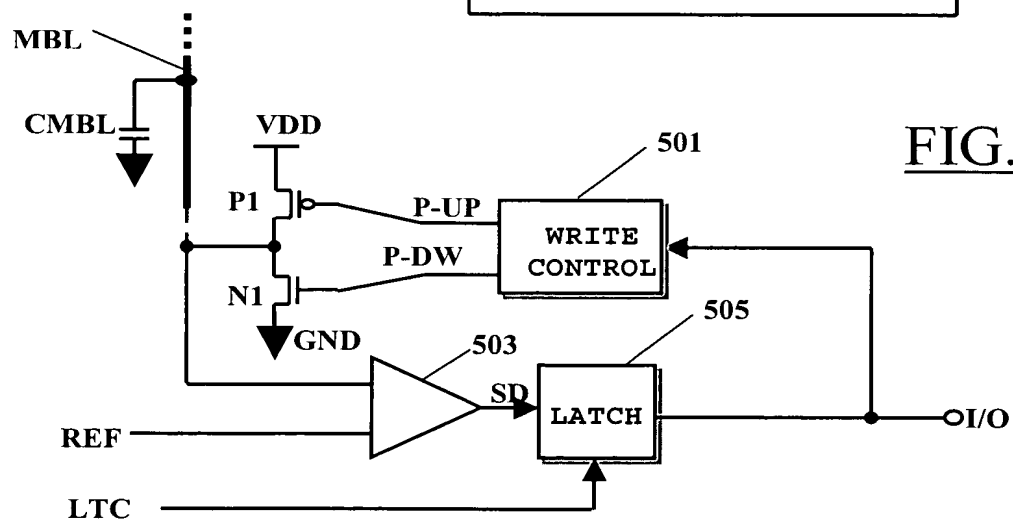 MBL
CMBL
VDD
501
FIG.
P1
P-UP
WRITE
CONTROL
P-DW
N1
GND
505
503
SD
LATCH
I/O
REF
LTC